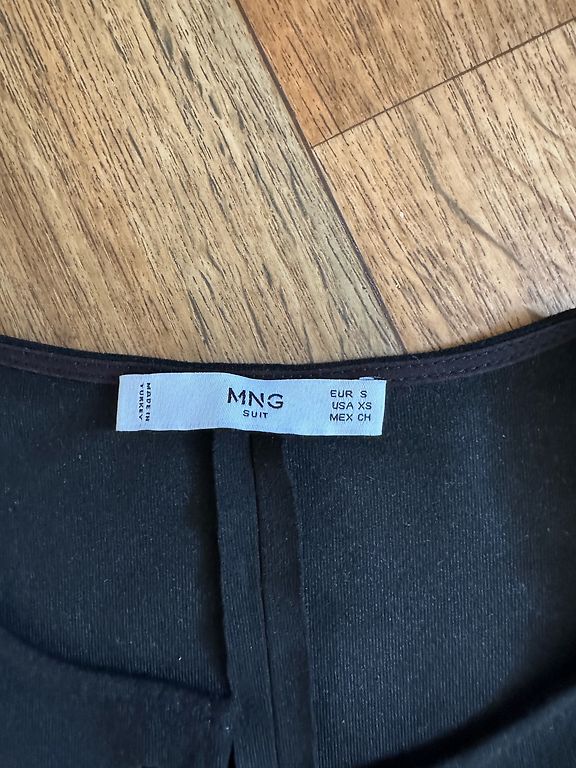 MADE IN
TURKEY
MNG
SUIT
EUR S
USA XS
MEX CH